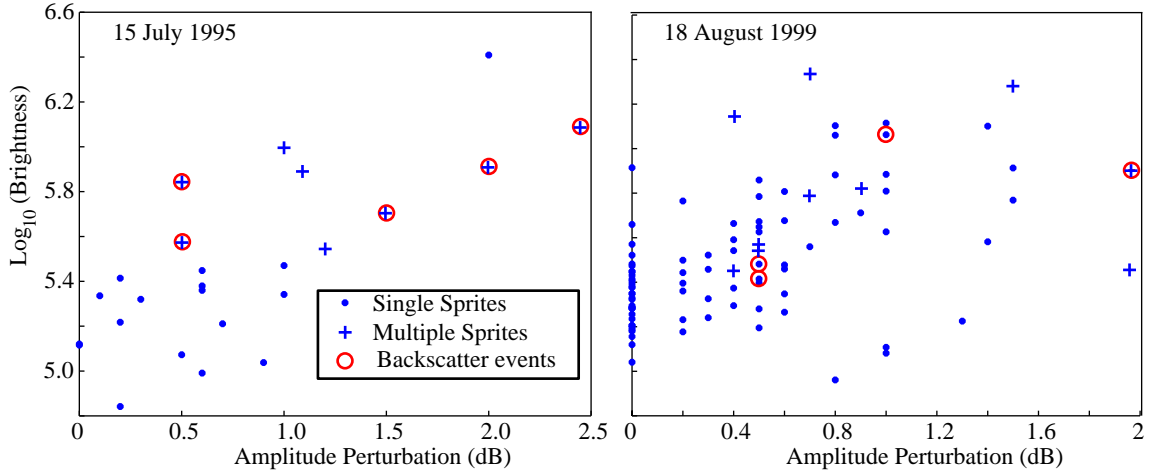 15 July 1995
18 August 1999
Log10 (Brightness)
6.6
6.2
5.8
5.4
5.0
Single Sprites
Multiple Sprites
Backscatter events
0 0.5 1.0 1.5 2.0 2.5
0 0.4 0.8 1.2 1.6 2
Amplitude Perturbation (dB)
Amplitude Perturbation (dB)